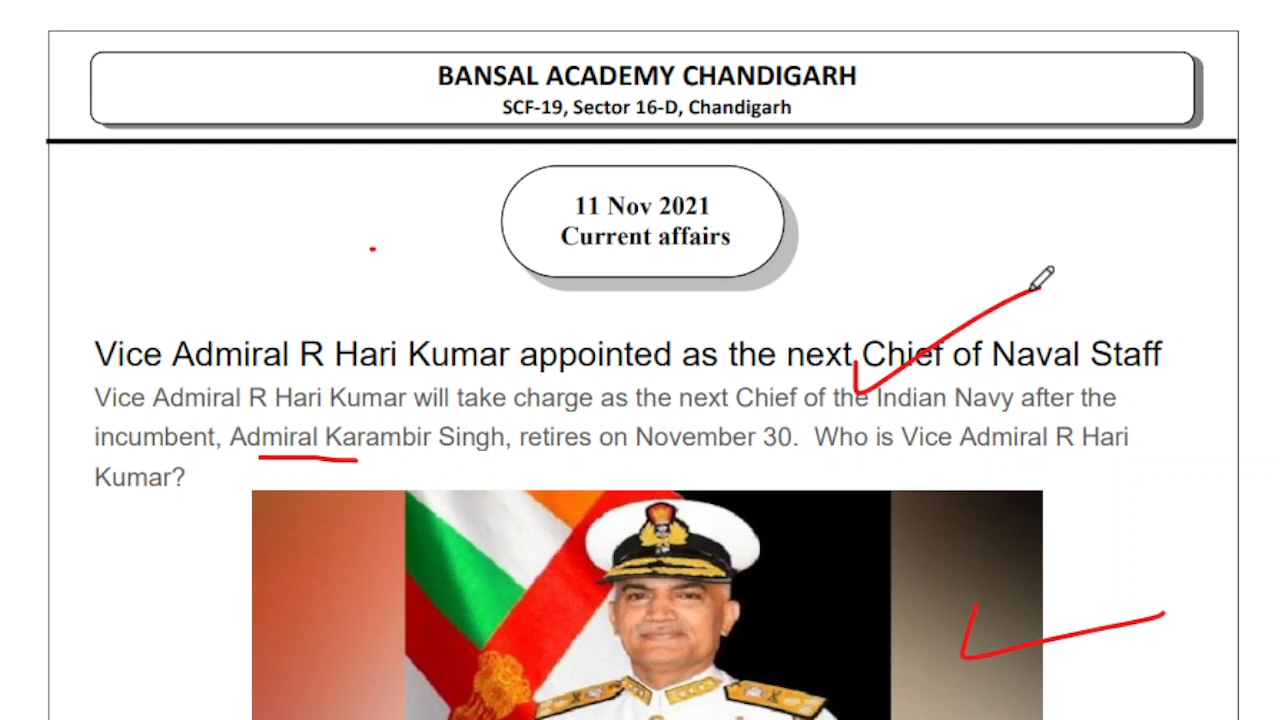 BANSAL ACADEMY CHANDIGARH
SCF-19, Sector 16-D, Chandigarh
11 Nov 2021
Current affairs
Vice Admiral R Hari Kumar appointed as the next Chief of Naval Staff
Vice Admiral R Hari Kumar will take charge as the next Chief of the Indian Navy after the
incumbent, Admiral Karambir Singh, retires on November 30.  Who is Vice Admiral R Hari
Kumar?